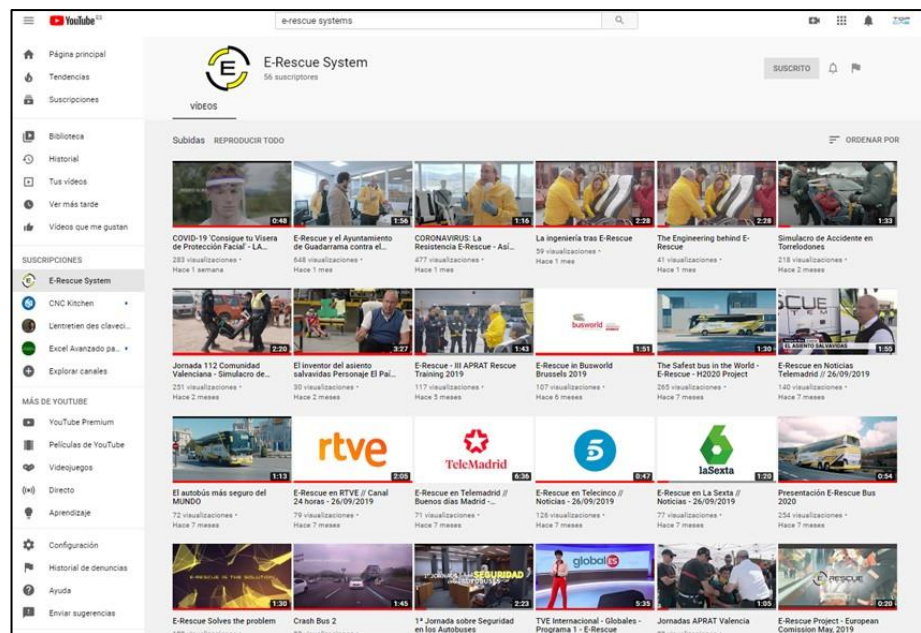 YouTube ES
e-rescue systems
Página principal
Tendencias
Suscripciones
Biblioteca
Historial
Tus vídeos
Ver más tarde
Vídeos que me gustan
SUSCRIPCIONES
E-Rescue System
CNC Kitchen
L'entretien des claveci...
Excel Avanzado pa...
Explorar canales
MÁS DE YOUTUBE
YouTube Premium
Películas de YouTube
Videojuegos
Directo
Aprendizaje
Configuración
Historial de denuncias
Ayuda
Enviar sugerencias
E-Rescue System
56 suscriptores
SUSCRITO
VÍDEOS
Subidas REPRODUCIR TODO
ORDENAR POR
0:48
COVID-19 'Consigue tu Visera
de Protección Facial' - LA...
283 visualizaciones •
Hace 1 semana
1:56
E-Rescue y el Ayuntamiento
de Guadarrama contra el...
648 visualizaciones •
Hace 1 mes
1:16
CORONAVIRUS: La
Resistencia E-Rescue - Así...
477 visualizaciones •
Hace 1 mes
2:28
La ingeniería tras E-Rescue
59 visualizaciones •
Hace 1 mes
2:28
The Engineering behind E-
Rescue
41 visualizaciones •
Hace 1 mes
1:33
Simulacro de Accidente en
torrelodones
218 visualizaciones •
Hace 2 meses
2:20
Jornada 112 Comunidad
Valenciana - Simulacro de...
251 visualizaciones •
Hace 2 meses
3:27
El inventor del asiento
salvavidas Personaje El Paí...
30 visualizaciones •
Hace 2 meses
1:43
E-Rescue - III APRAT Rescue
Training 2019
117 visualizaciones •
Hace 5 meses
busworld
1:51
E-Rescue in Busworld
Brussels 2019
107 visualizaciones •
Hace 6 meses
1:30
The Safest bus in the World -
E-Rescue - H2020 Project
265 visualizaciones •
Hace 7 meses
EL ASIENTO SALVAVIDAS
1:55
E-Rescue en Noticias
Telemadrid // 26/09/2019
140 visualizaciones •
Hace 7 meses
1:13
El autobús más seguro del
MUNDO
72 visualizaciones •
Hace 7 meses
rtve
2:05
E-Rescue en RTVE // Canal
24 horas - 26/09/2019
79 visualizaciones •
Hace 7 meses
TeleMadrid
6:36
E-Rescue en Telemadrid //
Buenos días Madrid -...
71 visualizaciones •
Hace 7 meses
5
0:47
E-Rescue en Telecinco //
Noticias - 26/09/2019
126 visualizaciones •
Hace 7 meses
laSexta
1:20
E-Rescue en La Sexta //
Noticias - 26/09/2019
77 visualizaciones •
Hace 7 meses
0:54
Presentación E-Rescue Bus
2020
254 visualizaciones •
Hace 7 meses
E-RESCUE IS THE SOLUTION
1:30
E-Rescue Solves the problem
1:45
Crash Bus 2
2:23
1ª Jornada sobre Seguridad
en los Autobuses
globalES
5:35
TVE Internacional - Globales -
Programa 1 - E-Rescue
1:05
Jornadas APRAT Valencia
E RESCUE
0:20
E-Rescue Project - European
Comission May, 2019